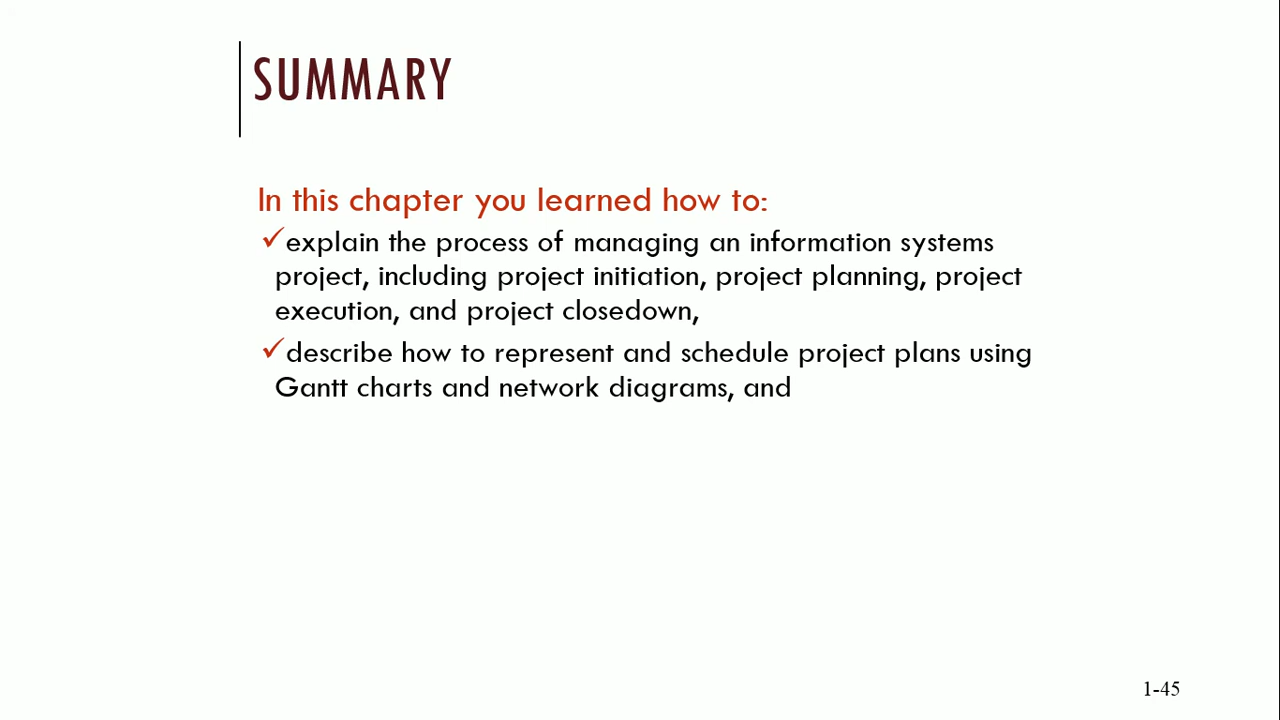 SUMMARY
In this chapter you learned how to:
✓explain the process of managing an information systems
project, including project initiation, project planning, project
execution, and project closedown,
✓describe how to represent and schedule project plans using
Gantt charts and network diagrams, and
1-45